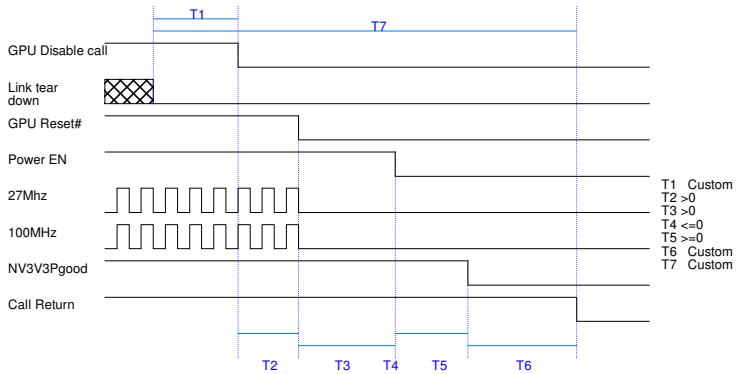 T1
T7
GPU Disable call
Link tear
down
GPU Reset#
Power EN
27Mhz
100MHz
NV3V3Pgood
Call Return
T1 Custom
T2 >0
T3 >0
T4 <=0
T5 >=0
T6 Custom
T7 Custom
T2 T3 T4 T5 T6